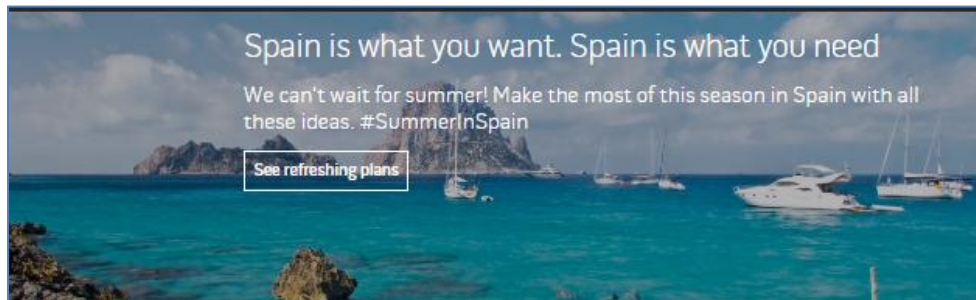 Spain is what you want. Spain is what you need
We can't wait for summer! Make the most of this season in Spain with all
these ideas. #SummerInSpain
See refreshing plans